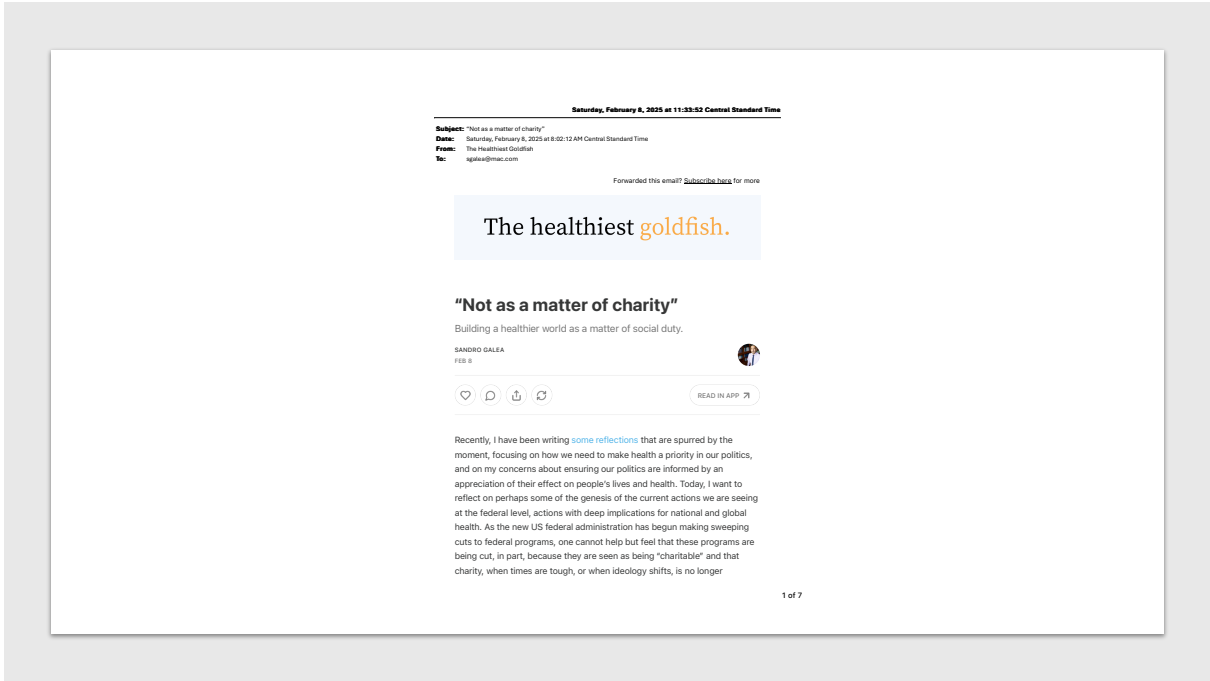 Saturday, February 8, 2025 at 11:33:52 Central Standard Time
Subject: "Not as a matter of charity"
Date: Saturday, February 8, 2025 at 8:02:12 AM Central Standard Time
From: The Healthiest Goldfish
To: sgalea@mac.com
Forwarded this email? Subscribe here for more
The healthiest goldfish.
“Not as a matter of charity”
Building a healthier world as a matter of social duty.
SANDRO GALEA
FEB 8
READ IN APP
Recently, I have been writing some reflections that are spurred by the
moment, focusing on how we need to make health a priority in our politics,
and on my concerns about ensuring our politics are informed by an
appreciation of their effect on people’s lives and health. Today, I want to
reflect on perhaps some of the genesis of the current actions we are seeing
at the federal level, actions with deep implications for national and global
health. As the new US federal administration has begun making sweeping
cuts to federal programs, one cannot help but feel that these programs are
being cut, in part, because they are seen as being “charitable” and that
charity, when times are tough, or when ideology shifts, is no longer
1 of 7